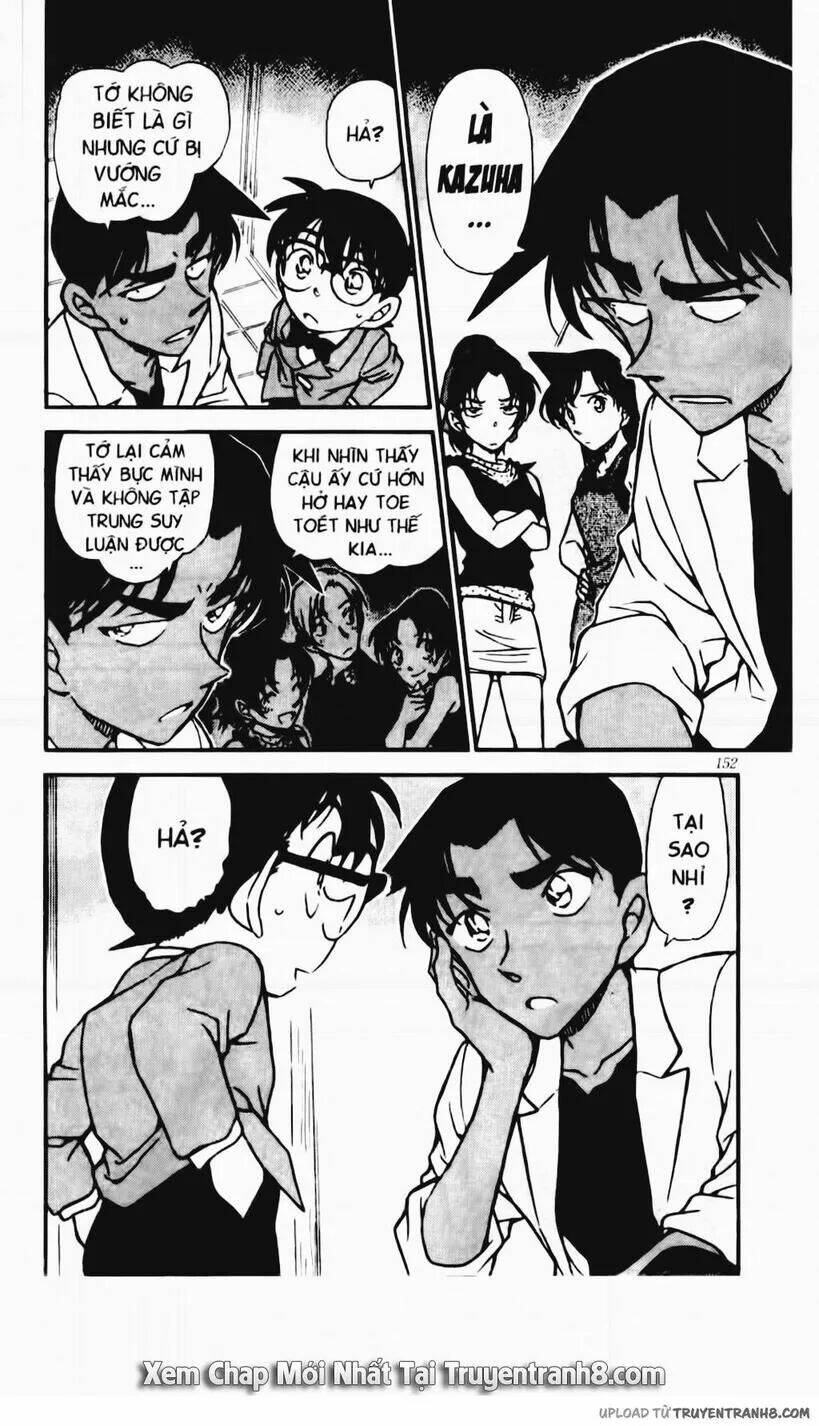 TỚ KHÔNG
BIẾT LÀ GÌ
NHƯNG CỨ BỊ
VƯỚNG
MẮC...
HẢ?
LÀ
KAZUHA
...
TỚ LẠI CẢM
THẤY BỰC MÌNH
VÀ KHÔNG TẬP
TRUNG SUY
LUẬN ĐƯỢC
...
KHI NHÌN THẤY
CẬU ẤY CỨ HỚN
HỞ HAY TOE
TOÉT NHƯ THẾ
KIA...
152
HẢ?
TẠI
SAO
NHỈ
?
Xem Chap Mới Nhất Tại Truyentranh8.com
UPLOAD TỪ TRUYENTRANH8.COM